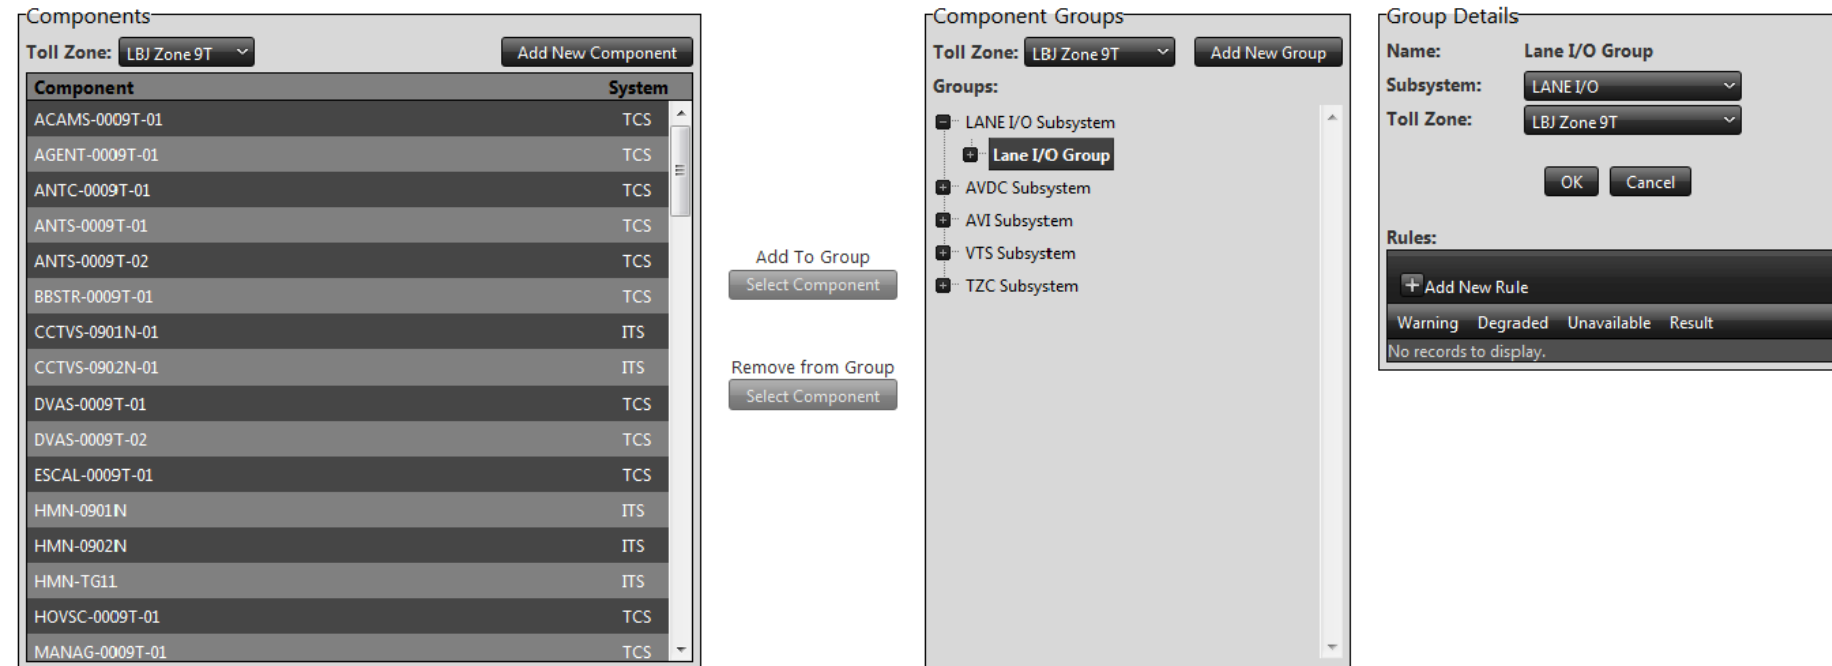 Components
Toll Zone: LBJ Zone 9T Add New Component
Component System
ACAMS-0009T-01 TCS
AGENT-0009T-01 TCS
ANTC-0009T-01 TCS
ANTS-0009T-01 TCS
ANTS-0009T-02 TCS
BBSTR-0009T-01 TCS
CCTVS-0901N-01 ITS
CCTVS-0902N-01 ITS
DVAS-0009T-01 TCS
DVAS-0009T-02 TCS
ESCAL-0009T-01 TCS
HMN-0901N ITS
HMN-0902N ITS
HMN-TG11 ITS
HOVSC-0009T-01 TCS
MANAG-0009T-01 TCS
Add To Group
Select Component
Remove from Group
Select Component
Component Groups
Toll Zone: LBJ Zone 9T Add New Group
Groups:
LANE I/O Subsystem
Lane I/O Group
AVDC Subsystem
AVI Subsystem
VTS Subsystem
TZC Subsystem
Group Details
Name: Lane I/O Group
Subsystem: LANE I/O
Toll Zone: LBJ Zone 9T
OK Cancel
Rules:
Add New Rule
Warning Degraded Unavailable Result
No records to display.